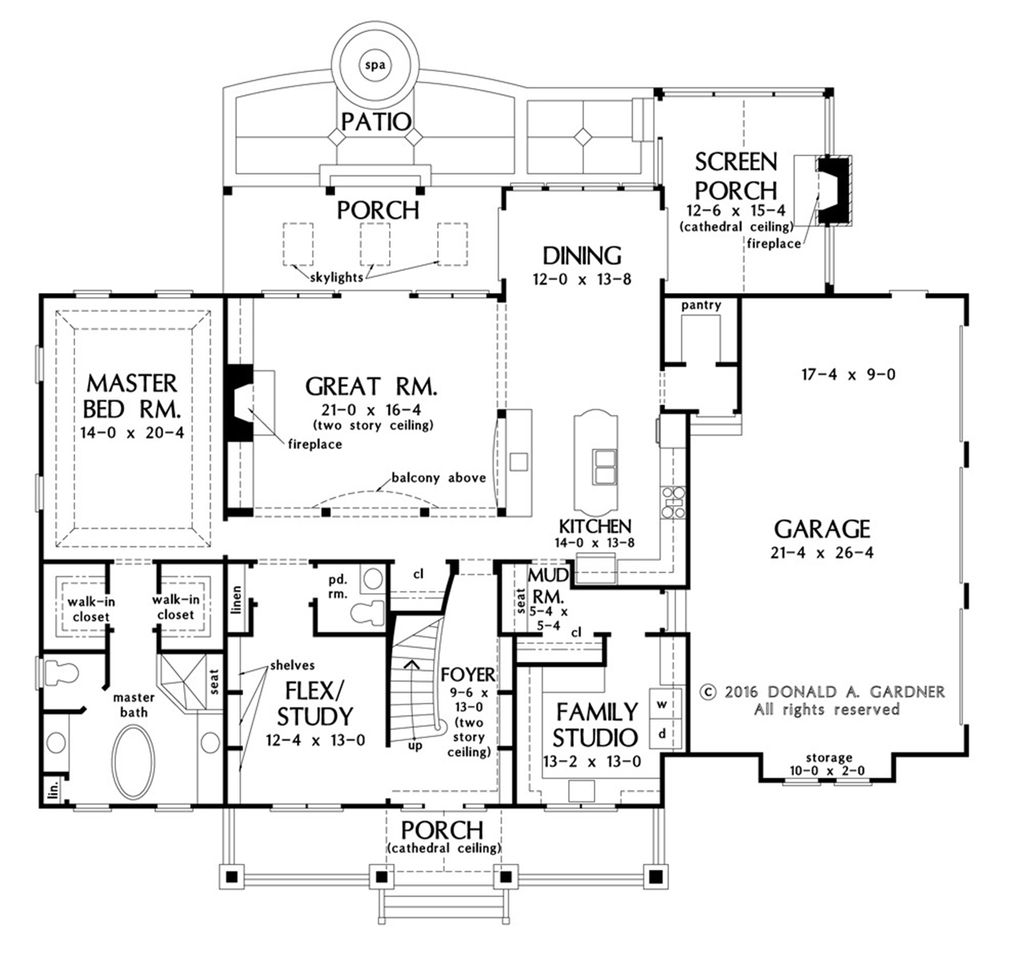 spa
PATIO
SCREEN
PORCH
12-6 x 15-4
(cathedral ceiling)
fireplace
PORCH
skylights
DINING
12-0 x 13-8
pantry
MASTER
BED RM.
14-0 x 20-4
GREAT RM.
21-0 x 16-4
(two story ceiling)
fireplace
balcony above
17-4 x 9-0
KITCHEN
14-0 x 13-8
GARAGE
21-4 x 26-4
walk-in
closet
walk-in
closet
linen
pd.
rm.
cl
seat
MUD
RM.
5-4 x
5-4
cl
shelves
FLEX/
STUDY
12-4 x 13-0
FOYER
9-6 x
13-0
(two
story
ceiling)
up
seat
master
bath
lin.
FAMILY
STUDIO
13-2 x 13-0
w
d
© 2016 DONALD A. GARDNER
All rights reserved
storage
10-0 x 2-0
PORCH
(cathedral ceiling)